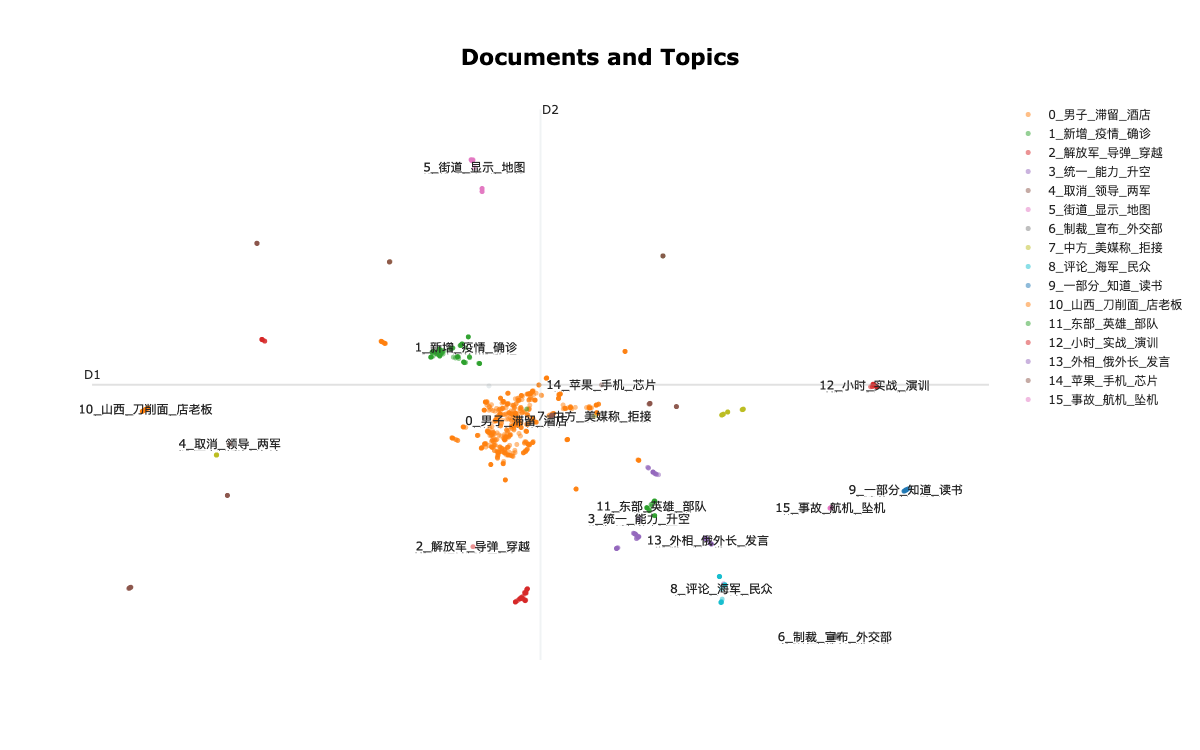 Documents and Topics
D2
5_街道_显示_地图
1_新增_疫情_确诊
D1
14_苹果_手机_芯片
12_小时_实战_演训
10_山西_刀削面_店老板
7_中方_美媒称_拒接
0_男子_滞留_酒店
4_取消_领导_两军
9_一部分_知道_读书
11_东部_英雄_部队
15_事故_航机_坠机
3_统一_能力_升空
13_外相_俄外长_发言
2_解放军_导弹_穿越
8_评论_海军_民众
6_制裁_宣布_外交部
0_男子_滞留_酒店
1_新增_疫情_确诊
2_解放军_导弹_穿越
3_统一_能力_升空
4_取消_领导_两军
5_街道_显示_地图
6_制裁_宣布_外交部
7_中方_美媒称_拒接
8_评论_海军_民众
9_一部分_知道_读书
10_山西_刀削面_店老板
11_东部_英雄_部队
12_小时_实战_演训
13_外相_俄外长_发言
14_苹果_手机_芯片
15_事故_航机_坠机